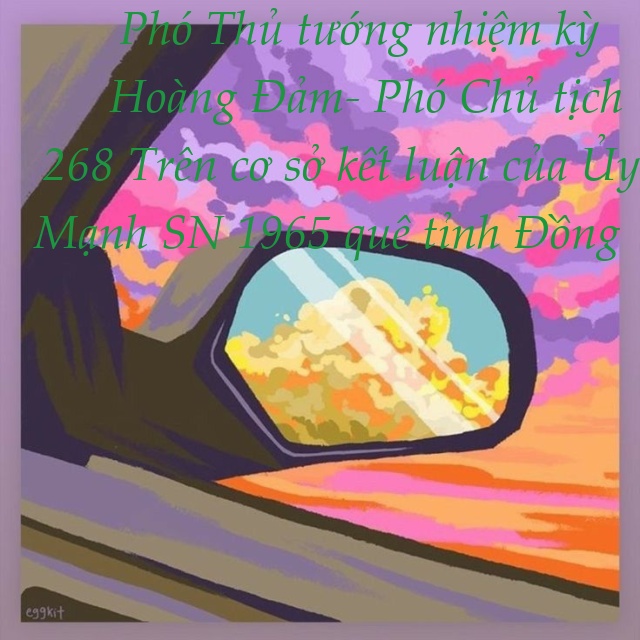 Phó Thủ tướng nhiệm kỳ
Hoàng Đảm- Phó Chủ tịch
268 Trên cơ sở kết luận của Ủy
Mạnh SN 1965 quê tỉnh Đồng
eggkit